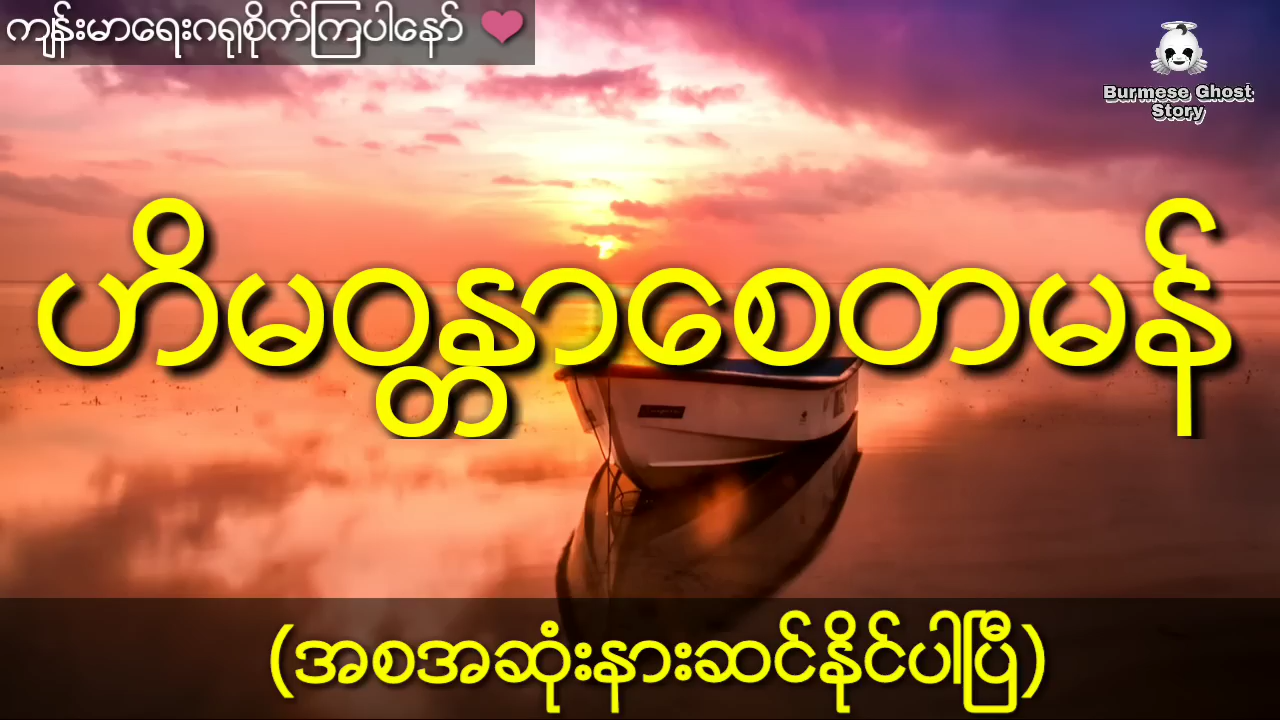 ကျန်းမာရေးဂရုစိုက်ကြပါနော် ❤
Burmese Ghost
Story
ဟိမဝန္တာစေတမန်
(အစအဆုံးနားဆင်နိုင်ပါပြီ)